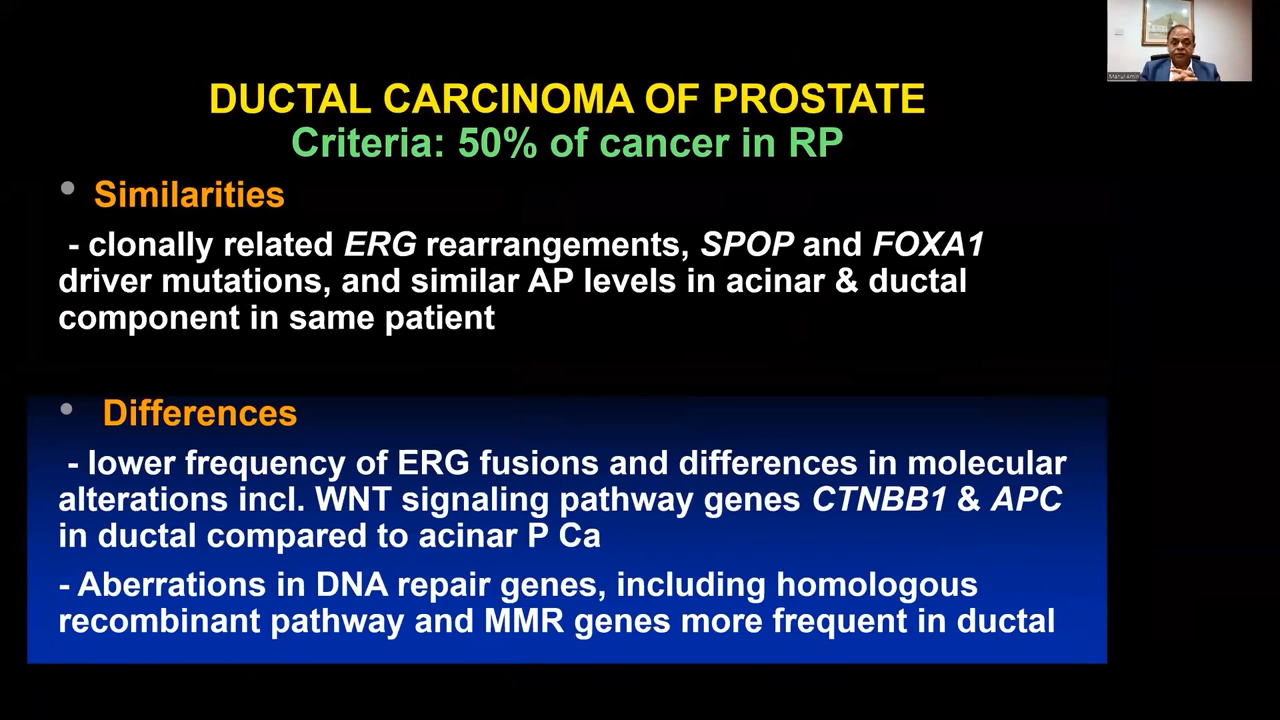 DUCTAL CARCINOMA OF PROSTATE
Criteria: 50% of cancer in RP
• Similarities
- clonally related ERG rearrangements, SPOP and FOXA1
driver mutations, and similar AP levels in acinar & ductal
component in same patient
• Differences
- lower frequency of ERG fusions and differences in molecular
alterations incl. WNT signaling pathway genes CTNBB1 & APC
in ductal compared to acinar P Ca
- Aberrations in DNA repair genes, including homologous
recombinant pathway and MMR genes more frequent in ductal